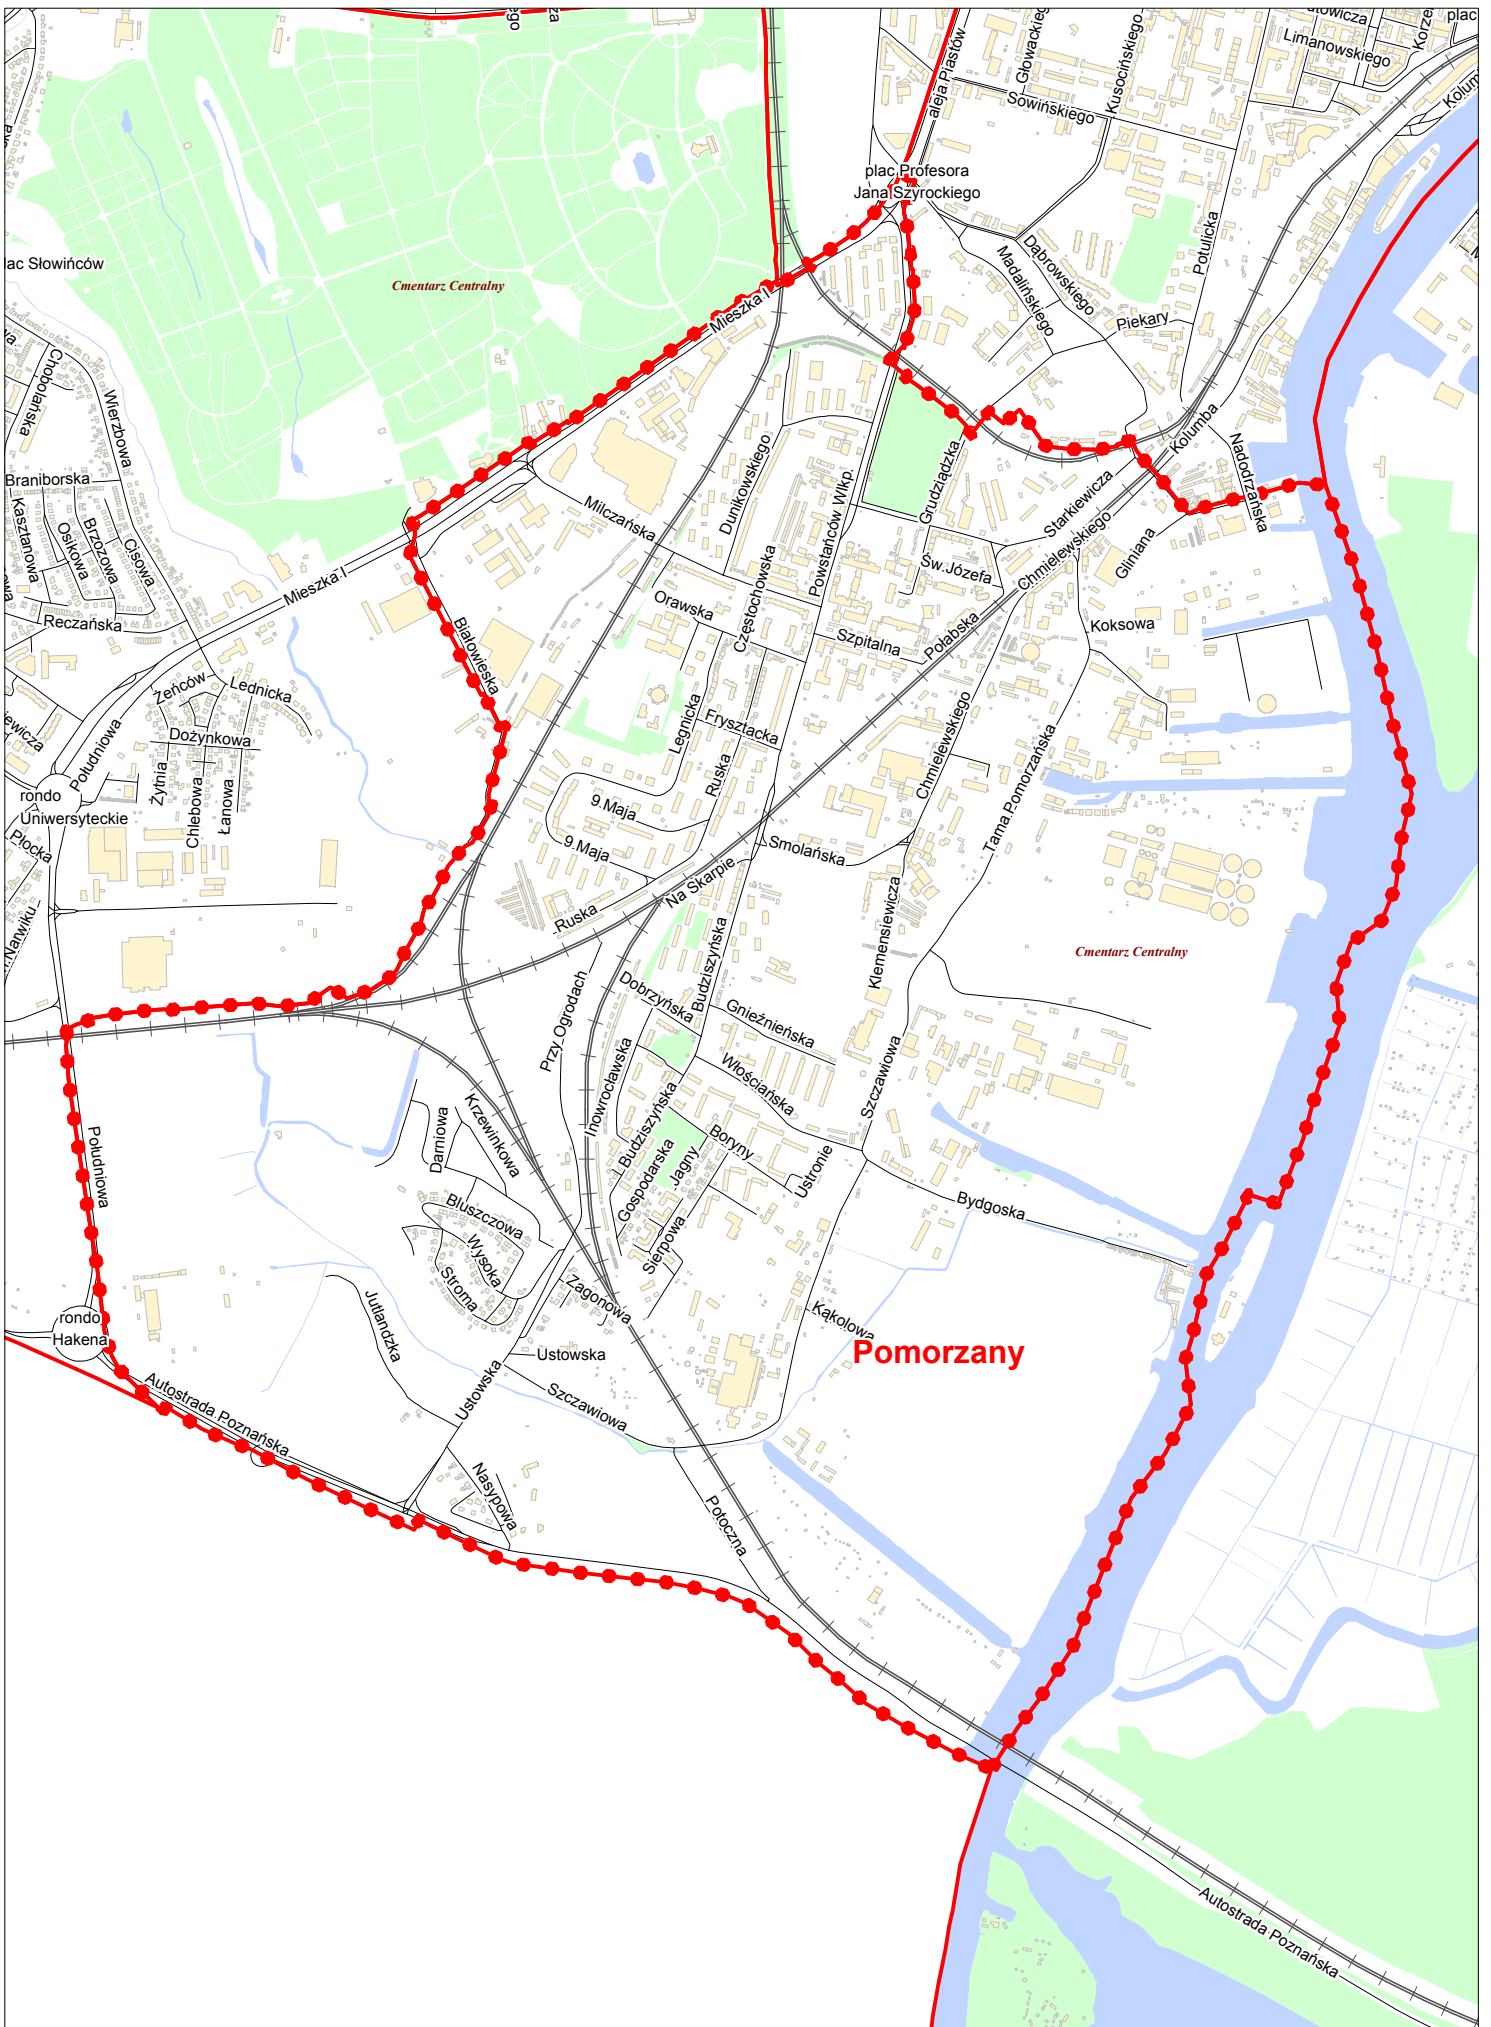 Limanowskiego
plac
aleja Piastów
Kusocińskiego
Sowińskiego
plac Profesora
Jana Szyrockiego
Potulicka
Dąbrowskiego
Madalińskiego
Piekary
Cmentarz Centralny
Mieszka I
Chobolańska
Wierzbowa
Braniborska
Kasztanowa
Osikowa
Brzozowa
Cisowa
Reczańska
Mieszka I
Milczańska
Dunikowskiego
Powstańców Wlkp.
Grudziądzka
Kolumba
Nadodrzańska
Starkiewicza
Chmielewskiego
Gliniana
Św. Józefa
Orawska
Częstochowska
Szpitalna
Połabska
Koksowa
Białowieska
Żeńców
Lednicka
Dożynkowa
Południowa
Żytnia
Chlebowa
Łanowa
rondo
Uniwersyteckie
Płocka
Legnicka
Frysztacka
Ruska
9 Maja
9 Maja
Chmielewskiego
Tama Pomorzańska
Smolańska
Na Skarpie
Ruska
Klemensiewicza
Cmentarz Centralny
Budziszyńska
Przy Ogrodach
Dobrzyńska
Gnieźnieńska
Inowrocławska
Włościańska
Szczawiowa
Południowa
Damiowa
Krzewinkowa
Budziszyńska
Gospodarska
Jagny
Boryny
Ustronie
Bydgoska
Bluszczowa
Wysoka
Stroma
Sierpowa
Zagonowa
Kąkolowa
Pomorzany
rondo
Hakena
Jutlandzka
Ustowska
Ustowska
Szczawiowa
Autostrada Poznańska
Nasypowa
Potoczna
Autostrada Poznańska